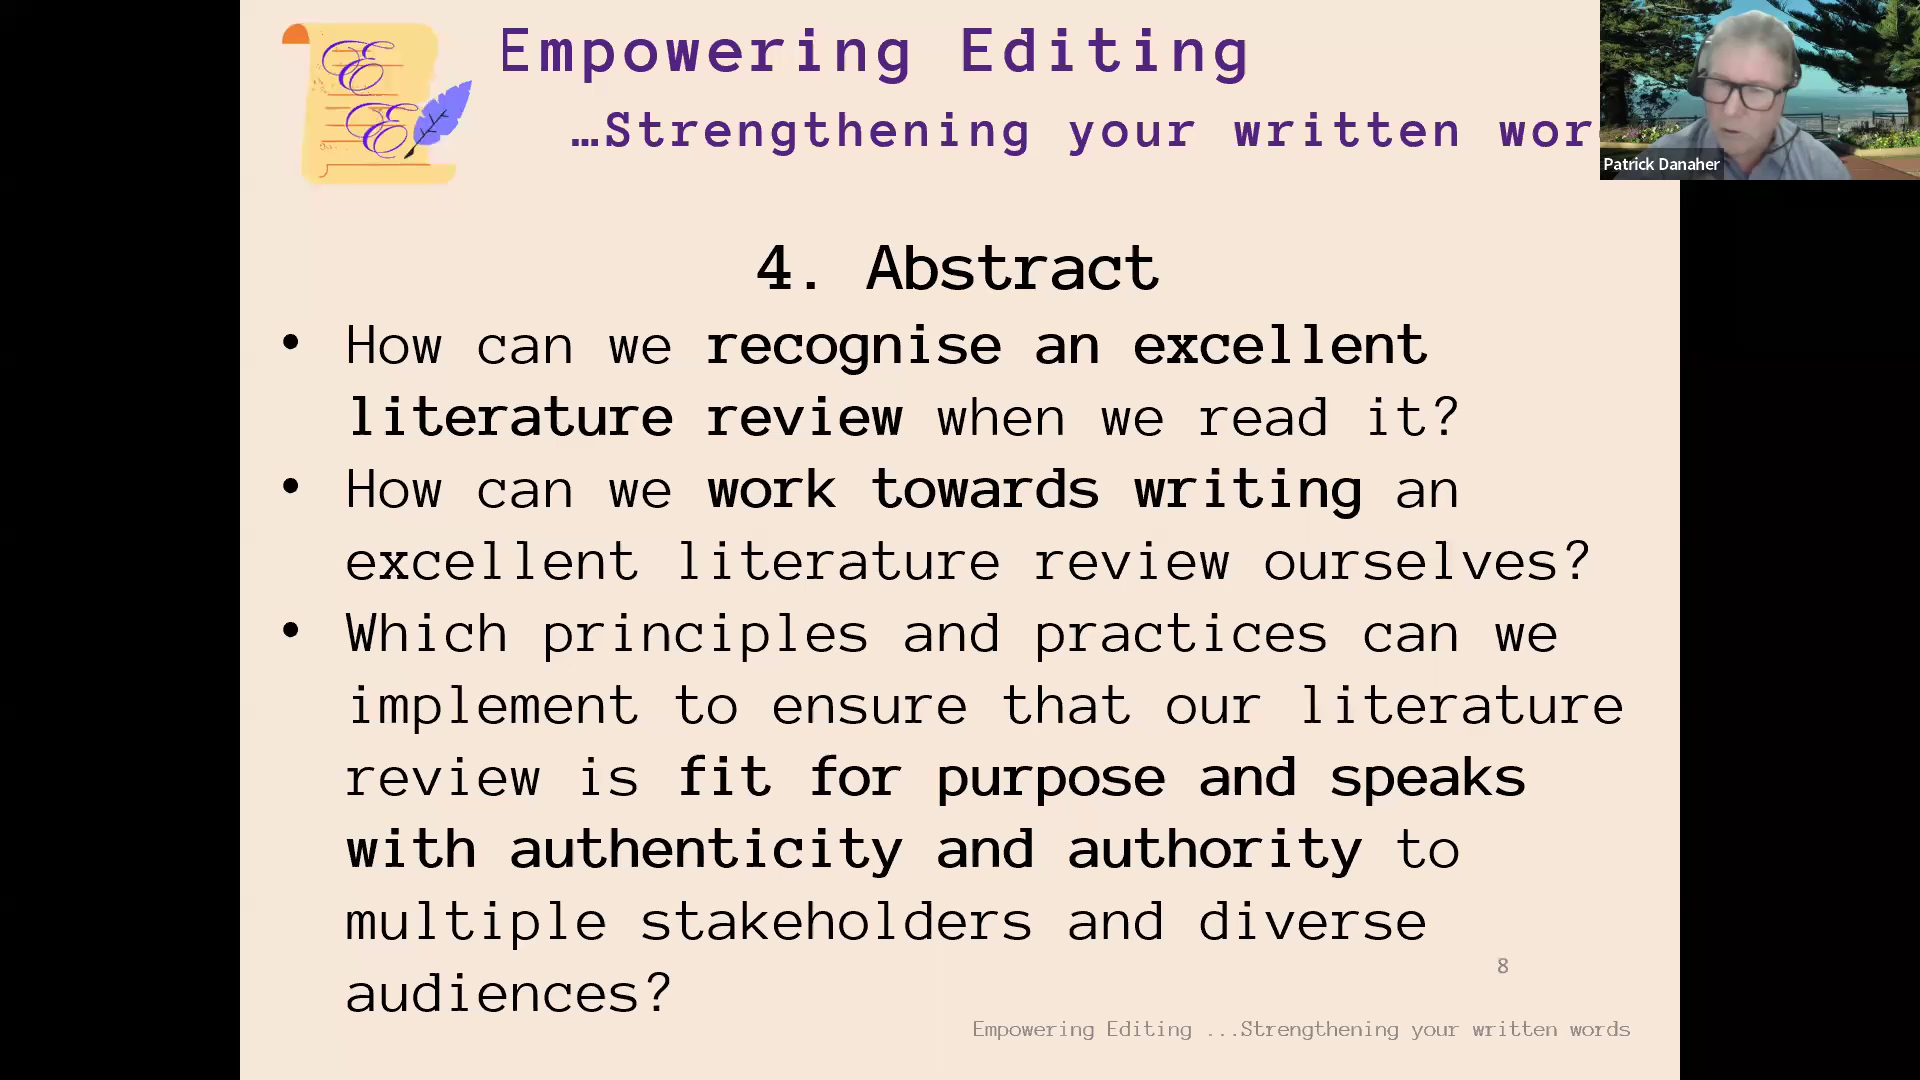 E
E
Empowering Editing
…Strengthening your written wor
Patrick Danaher
4. Abstract
• How can we recognise an excellent
literature review when we read it?
• How can we work towards writing an
excellent literature review ourselves?
• Which principles and practices can we
implement to ensure that our literature
review is fit for purpose and speaks
with authenticity and authority to
multiple stakeholders and diverse
audiences?
8
Empowering Editing ...Strengthening your written words